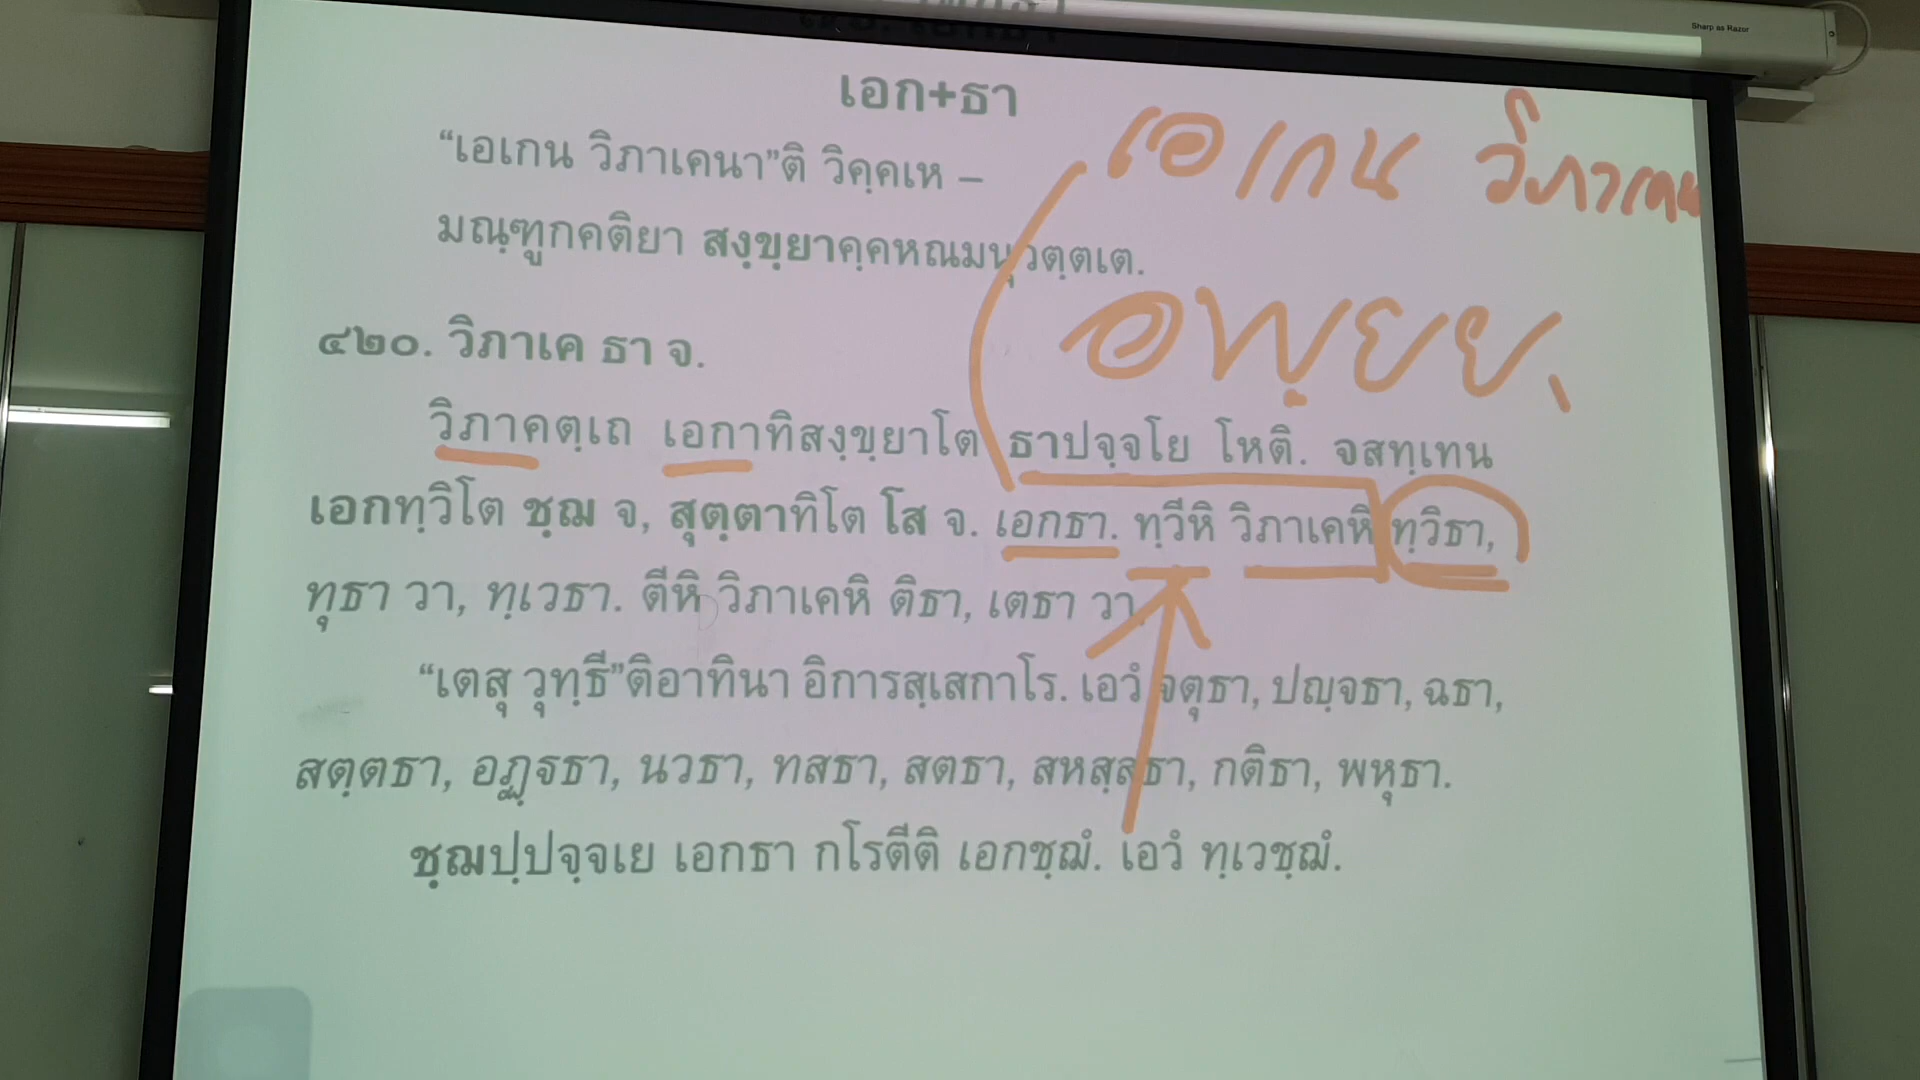 Sharp as Razor
เอก+ธา
“เอเกน วิภาเคนา”ติ วิคฺคเห –
เอเกน วิภาเคน
มณฺฑูกคติยา สงฺขฺยาคฺคหณมนุวตฺตเต.
อพฺยย
๔๒๐. วิภาเค ธา จ.
วิภาคตฺเถ เอกาทิสงฺขฺยาโต ธาปจฺจโย โหติ. จสทฺเทน
เอกทฺวิโต ชฺฌ จ, สุตฺตาทิโต โส จ. เอกธา. ทฺวีหิ วิภาเคหิ ทฺวิธา,
ทุธา วา, ทฺเวธา. ตีหิ วิภาเคหิ ติธา, เตธา วา,
“เตสุ วุทฺธี”ติอาทินา อิการสฺเสกาโร. เอวํ จตุธา, ปญฺจธา, ฉธา,
สตฺตธา, อฏฺฐธา, นวธา, ทสธา, สตธา, สหสฺสธา, กติธา, พหุธา.
ชฺฌปฺปจฺจเย เอกธา กโรตีติ เอกชฺฌํ. เอวํ ทฺเวชฺฌํ.